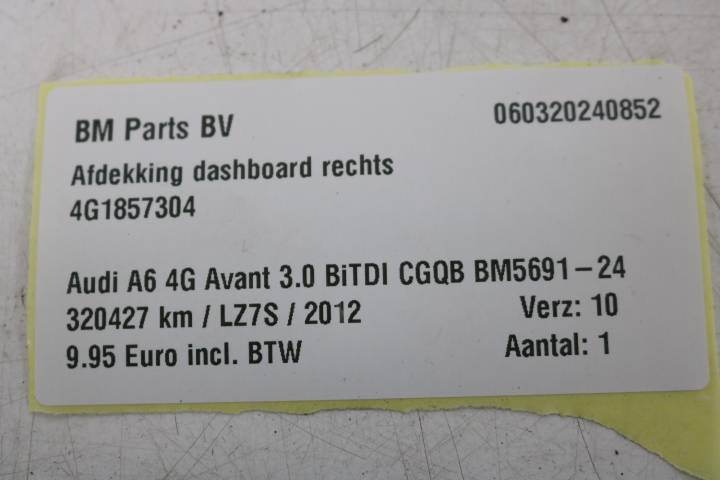 BM Parts BV 060320240852
Afdekking dashboard rechts
4G1857304
Audi A6 4G Avant 3.0 BiTDI CGQB BM5691-24
320427 km / LZ7S / 2012 Verz: 10
9.95 Euro incl. BTW Aantal: 1